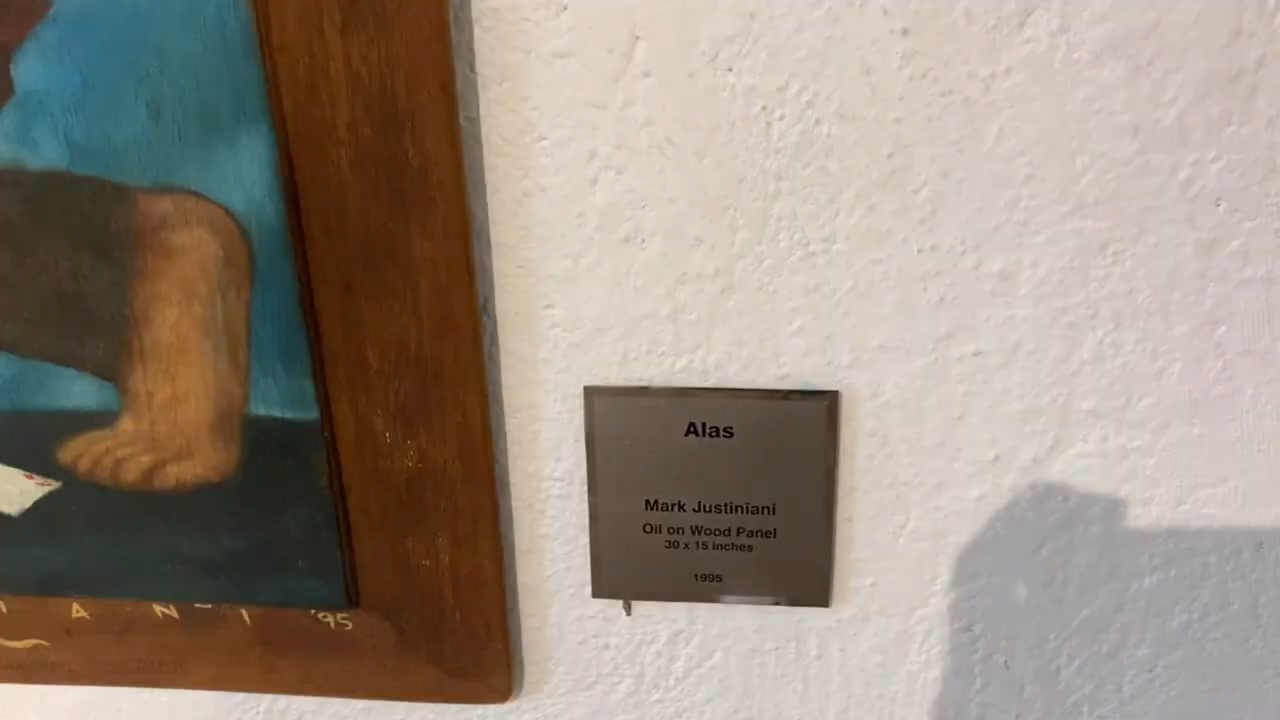 Alas
Mark Justiniani
Oil on Wood Panel
30 x 15 inches
1995
A N I '95